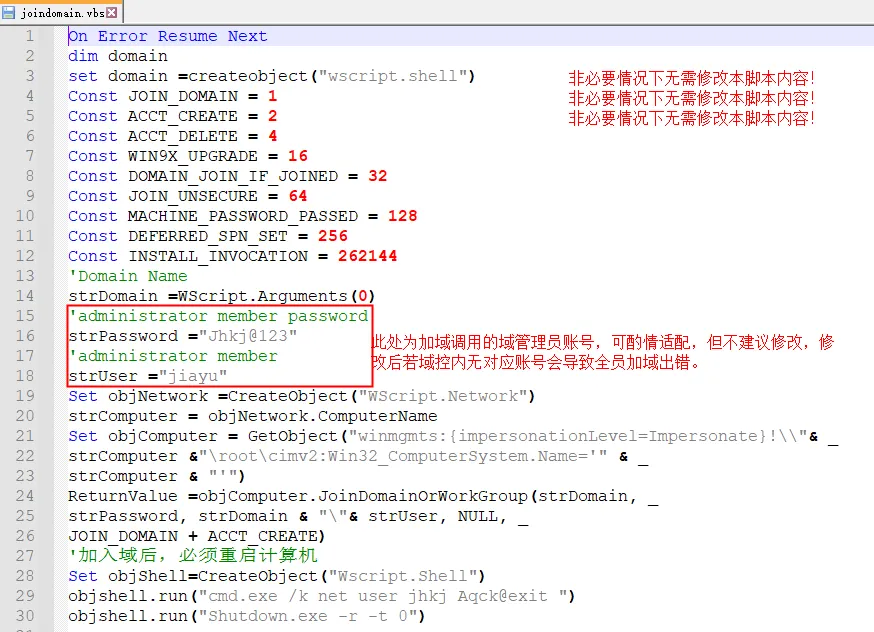 joindomain.vbs
1 On Error Resume Next
2 dim domain
3 set domain =createobject("wscript.shell") 非必要情况下无需修改本脚本内容!
4 Const JOIN_DOMAIN = 1 非必要情况下无需修改本脚本内容!
5 Const ACCT_CREATE = 2 非必要情况下无需修改本脚本内容!
6 Const ACCT_DELETE = 4
7 Const WIN9X_UPGRADE = 16
8 Const DOMAIN_JOIN_IF_JOINED = 32
9 Const JOIN_UNSECURE = 64
10 Const MACHINE_PASSWORD_PASSED = 128
11 Const DEFERRED_SPN_SET = 256
12 Const INSTALL_INVOCATION = 262144
13 'Domain Name
14 strDomain =WScript.Arguments(0)
15 'administrator member password
16 strPassword ="Jhkj@123" 此处为加域调用的域管理员账号，可酌情适配，但不建议修改，修
17 'administrator member 改后若域控内无对应账号会导致全员加域出错。
18 strUser ="jiayu"
19 Set objNetwork =CreateObject("WScript.Network")
20 strComputer = objNetwork.ComputerName
21 Set objComputer = GetObject("winmgmts:{impersonationLevel=Impersonate}!\\"& _
22 strComputer &"\root\cimv2:Win32_ComputerSystem.Name='" & _
23 strComputer & "'")
24 ReturnValue =objComputer.JoinDomainOrWorkGroup(strDomain, _
25 strPassword, strDomain & "\"& strUser, NULL, _
26 JOIN_DOMAIN + ACCT_CREATE)
27 '加入域后，必须重启计算机
28 Set objShell=CreateObject("Wscript.Shell")
29 objshell.run("cmd.exe /k net user jhkj Aqck@exit ")
30 objshell.run("Shutdown.exe -r -t 0")